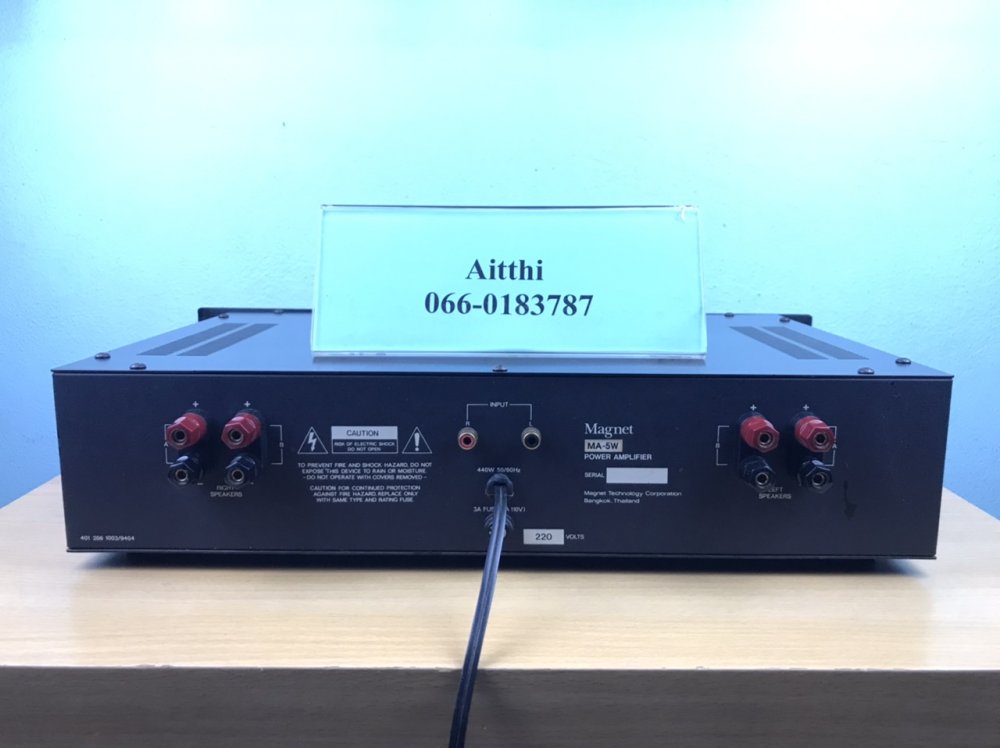 Aitthi
066-0183787
+ +
A B
RIGHT
SPEAKERS
CAUTION
RISK OF ELECTRIC SHOCK
DO NOT OPEN
TO PREVENT FIRE AND SHOCK HAZARD, DO NOT
EXPOSE THIS DEVICE TO RAIN OR MOISTURE.
- DO NOT OPERATE WITH COVERS REMOVED -
CAUTION: FOR CONTINUED PROTECTION
AGAINST FIRE HAZARD, REPLACE ONLY
WITH SAME TYPE AND RATING FUSE.
401 206 1003/9404
INPUT
R L
440W 50/60Hz
3A
220 VOLTS
Magnet
MA-5W
POWER AMPLIFIER
SERIAL
Magnet Technology Corporation
Bangkok, Thailand
+ +
B A
LEFT
SPEAKERS